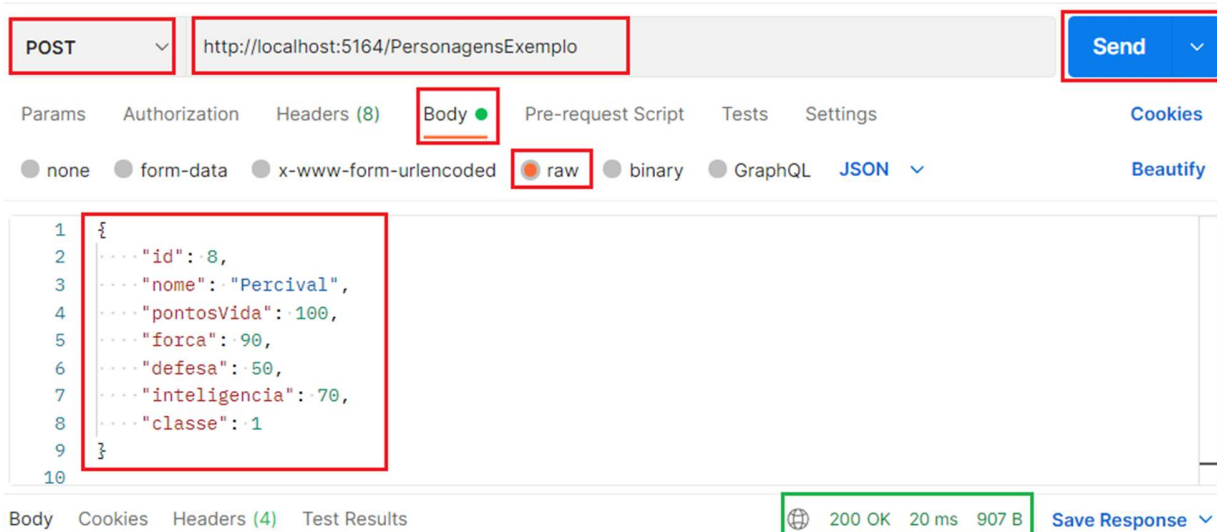 POST http://localhost:5164/PersonagensExemplo Send
Params Authorization Headers (8) Body Pre-request Script Tests Settings Cookies
none form-data x-www-form-urlencoded raw binary GraphQL JSON Beautify
1 {
2 "id": 8,
3 "nome": "Percival",
4 "pontosVida": 100,
5 "forca": 90,
6 "defesa": 50,
7 "inteligencia": 70,
8 "classe": 1
9 }
10
Body Cookies Headers (4) Test Results 200 OK 20 ms 907 B Save Response